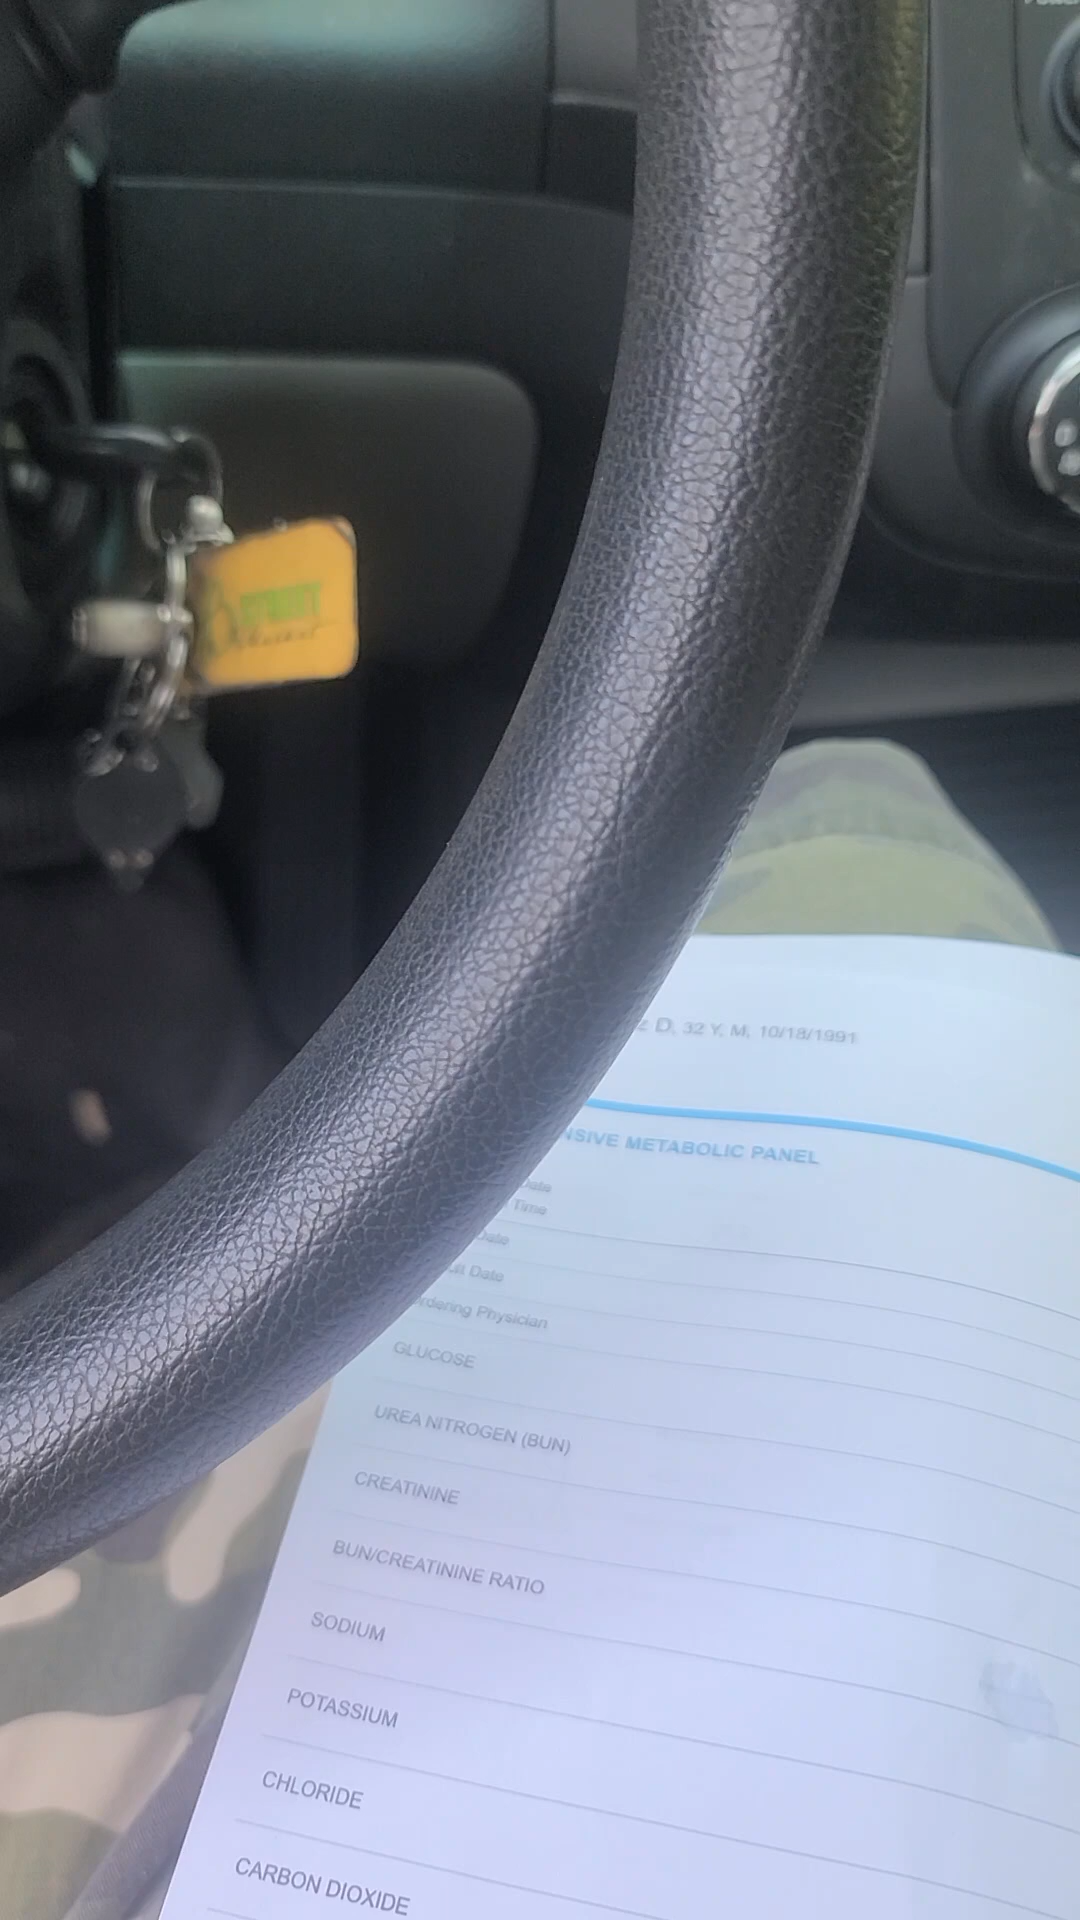 D, 32 Y, M, 10/18/1991
NSIVE METABOLIC PANEL
Date
Time
Date
Date
Ordering Physician
GLUCOSE
UREA NITROGEN (BUN)
CREATININE
BUN/CREATININE RATIO
SODIUM
POTASSIUM
CHLORIDE
CARBON DIOXIDE